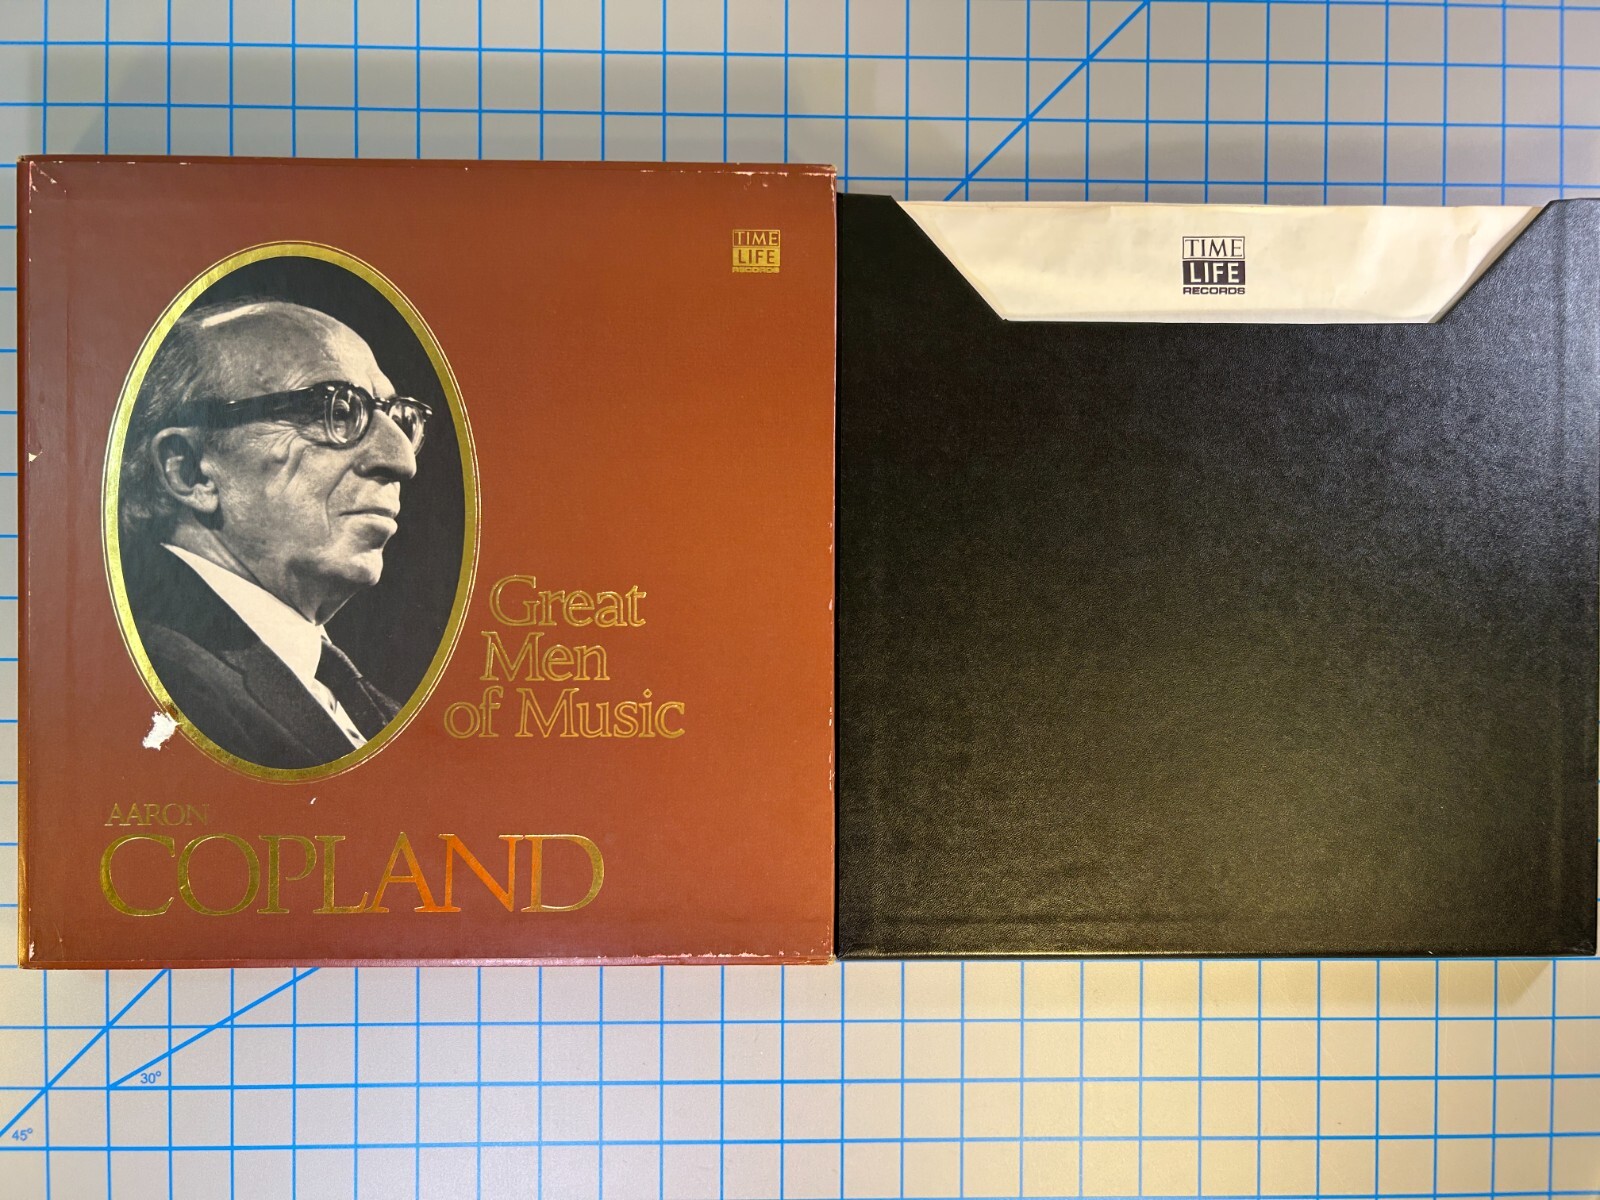 TIME
LIFE
RECORDS
Great
Men
of Music
AARON
COPLAND
TIME
LIFE
RECORDS
30°
45°